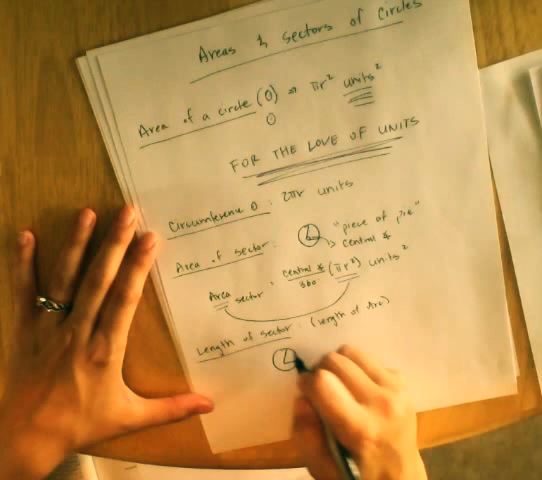 Areas & Sectors of Circles
Area of a circle (⊙) ⇒ πr² units²
FOR THE LOVE OF UNITS
Circumference ⊙ : 2πr units
Area of sector : "piece of pie"
→ central ∠
Area sector = central ∠/360 (πr²) units²
Length of sector : (length of Arc)